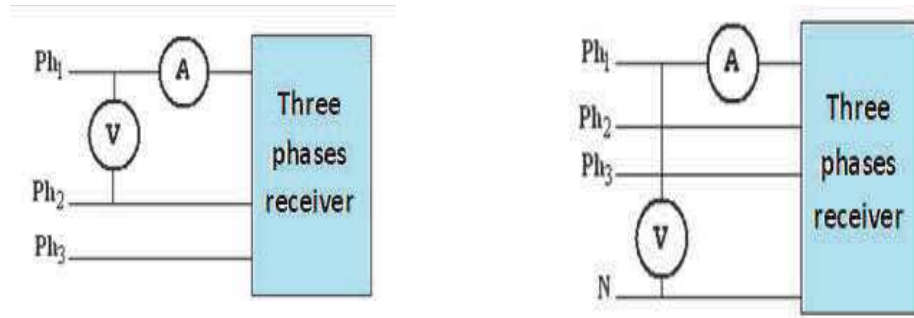 Ph1
A
V
Ph2
Ph3
Three
phases
receiver
Ph1
A
Ph2
Ph3
V
N
Three
phases
receiver